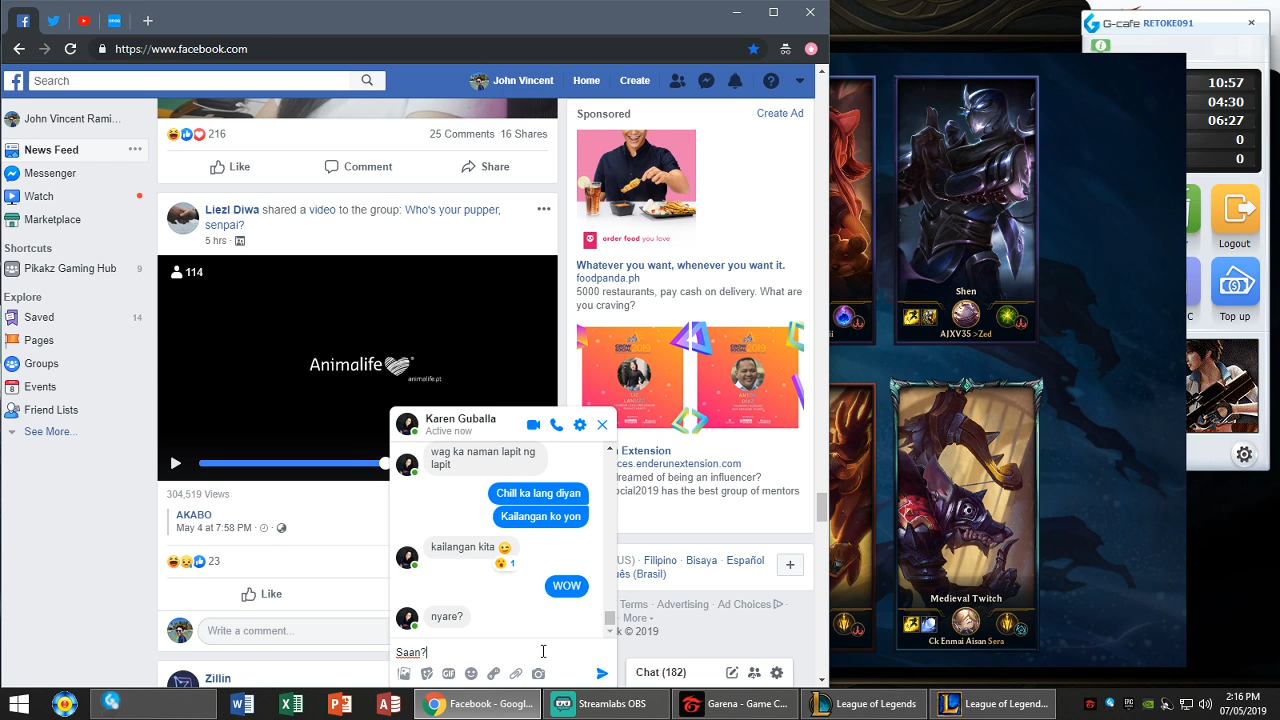 https://www.facebook.com
G-cafe RETOKE091
Search
John Vincent
Home
Create
10:57
04:30
06:27
0
0
Logout
Top up
John Vincent Rami...
News Feed
Messenger
Watch
Marketplace
Shortcuts
Pikakz Gaming Hub 9
Explore
Saved 14
Pages
Groups
Events
Friend Lists
See More...
216
25 Comments 16 Shares
Like
Comment
Share
Liezl Diwa shared a video to the group: Who's your pupper,
senpai?
5 hrs ·
114
Animalife
animalife.pt
304,519 Views
AKABO
May 4 at 7:58 PM ·
23
Like
Write a comment...
Zillin
Sponsored
Create Ad
order food you love
Whatever you want, whenever you want it.
foodpanda.ph
5000 restaurants, pay cash on delivery. What are
you craving?
Extension
ces.enderunextension.com
dreamed of being an influencer?
ocial2019 has the best group of mentors
US) · Filipino · Bisaya · Español
uês (Brasil)
Terms · Advertising · Ad Choices
More
k © 2019
Chat (182)
Karen Guballa
Active now
wag ka naman lapit ng
lapit
Chill ka lang diyan
Kailangan ko yon
kailangan kita
1
WOW
nyare?
Saan?
GIF
Shen
AJXV35 >Zed
Medieval Twitch
Ck Enmai Aisan Sera
Facebook - Googl...
Streamlabs OBS
Garena - Game C...
League of Legends
League of Legend...
2:16 PM
07/05/2019